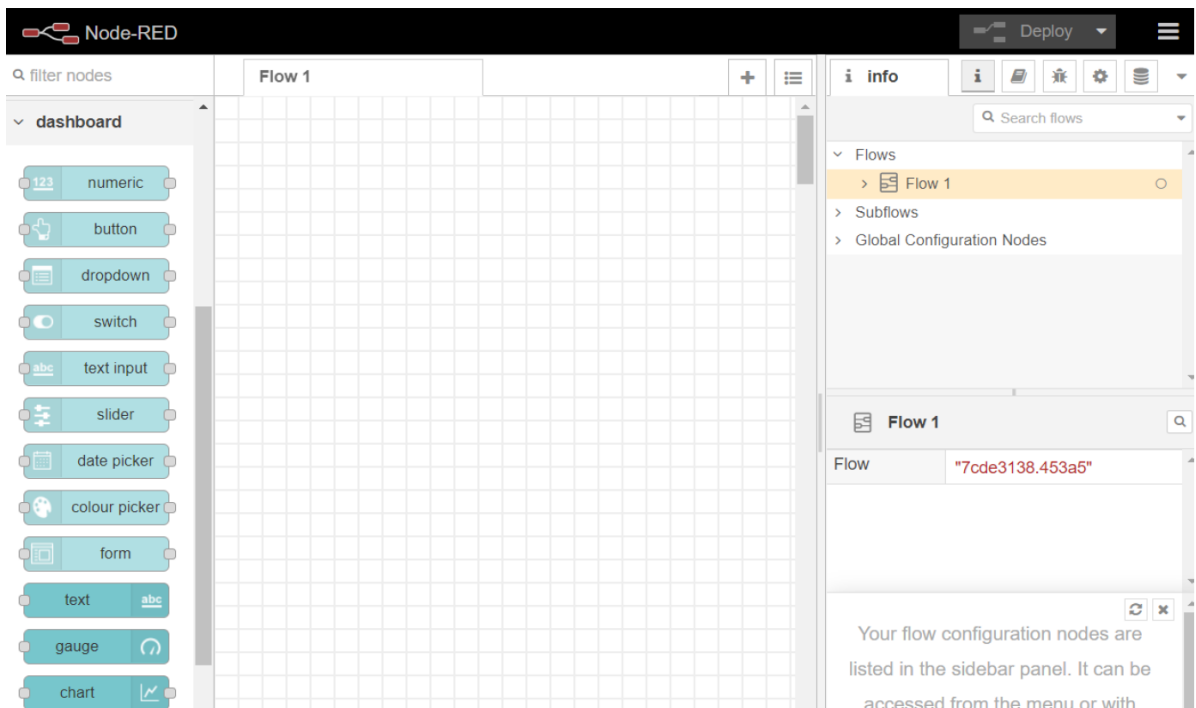 Node-RED
Deploy
filter nodes
Flow 1
i info
i
dashboard
Search flows
123 numeric
button
dropdown
switch
abc text input
slider
date picker
colour picker
form
text abc
gauge
chart
Flows
Flow 1
Subflows
Global Configuration Nodes
Flow 1
Flow "7cde3138.453a5"
Your flow configuration nodes are
listed in the sidebar panel. It can be
accessed from the menu or with